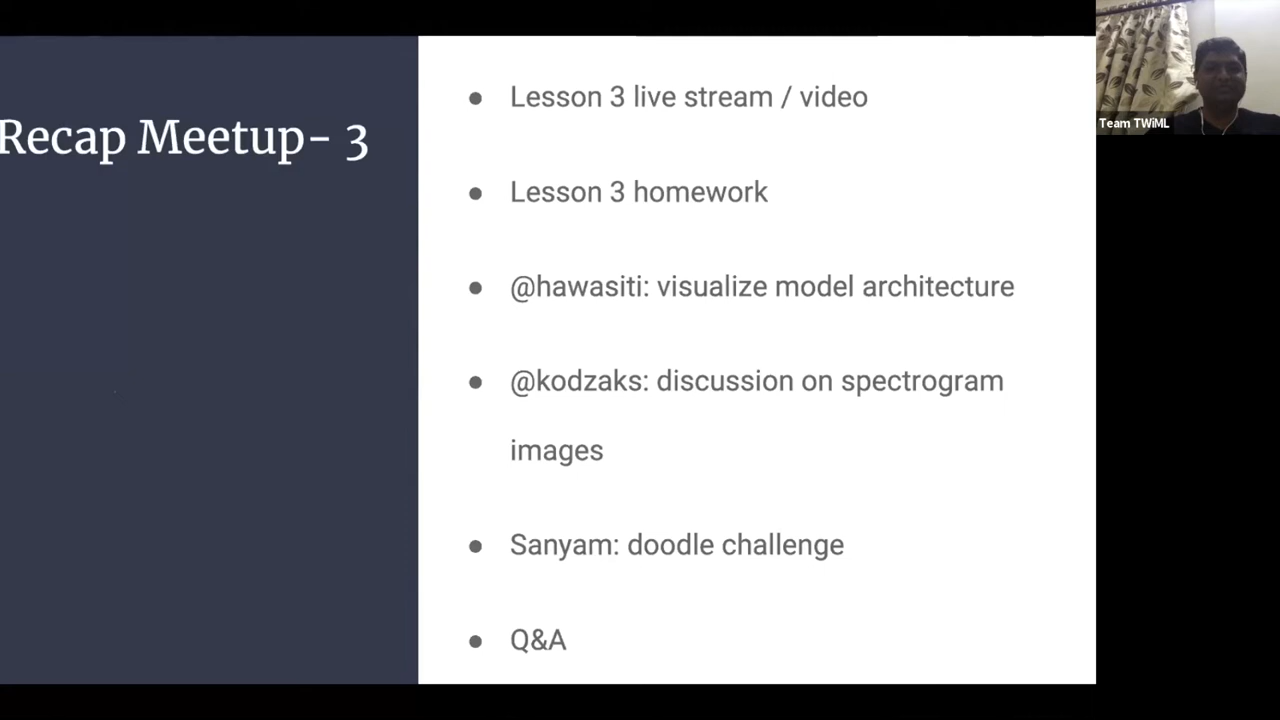 Recap Meetup- 3
● Lesson 3 live stream / video
● Lesson 3 homework
● @hawasiti: visualize model architecture
● @kodzaks: discussion on spectrogram
images
● Sanyam: doodle challenge
● Q&A
Team TWiML